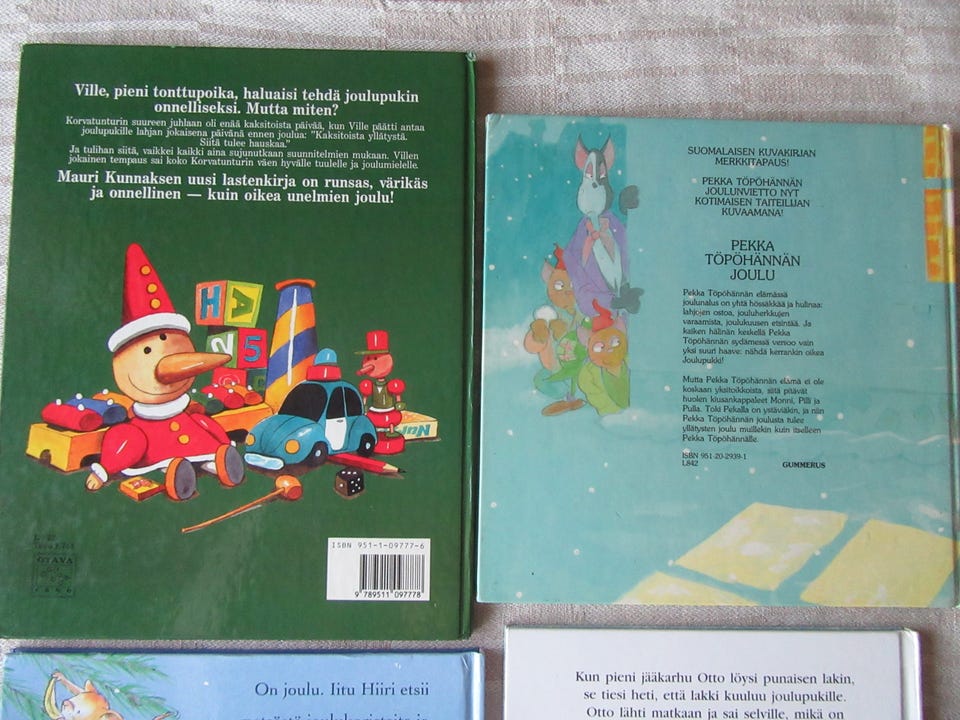 Ville, pieni tonttupoika, haluaisi tehdä joulupukin
onnelliseksi. Mutta miten?
Korvatunturin suureen juhlaan oli enää kaksitoista päivää, kun Ville päätti antaa
joulupukille lahjan jokaisena päivänä ennen joulua: "Kaksitoista yllätystä.
Siitä tulee hauskaa."
Ja tulihan siitä, vaikkei kaikki aina sujunutkaan suunnitelmien mukaan. Villen
jokainen tempaus sai koko Korvatunturin väen hyvälle tuulelle ja joulumielelle.
Mauri Kunnaksen uusi lastenkirja on runsas, värikäs
ja onnellinen — kuin oikea unelmien joulu!
H A
2 5
OTAVA
1890
ISBN 951-1-09777-6
9 789511 097778
SUOMALAISEN KUVAKIRJAN
MERKKITAPAUS!
PEKKA TÖPÖHÄNNÄN
JOULUNVIETTO NYT
KOTIMAISEN TAITEILIJAN
KUVAAMANA!
PEKKA
TÖPÖHÄNNÄN
JOULU
Pekka Töpöhännän elämässä
joulunalus on yhtä hössäkkää ja hulinaa:
lahjojen ostoa, jouluherkkujen
varaamista, joulukuusen etsintää. Ja
kaiken hälinän keskellä Pekka
Töpöhännän sydämessä versoo vain
yksi suuri haave: nähdä kerrankin oikea
Joulupukki!
Mutta Pekka Töpöhännän elämä ei ole
koskaan yksitoikkoista, siitä pitävät
huolen kiusankappaleet Monni, Pilli ja
Pulla. Toki Pekalla on ystäviäkin, ja niin
Pekka Töpöhännän joulusta tulee
yllätysten joulu muillekin kuin itselleen
Pekka Töpöhännälle.
ISBN 951-20-2939-1
L842 GUMMERUS
On joulu. Iitu Hiiri etsii
Kun pieni jääkarhu Otto löysi punaisen lakin,
se tiesi heti, että lakki kuuluu joulupukille.
Otto lähti matkaan ja sai selville, mikä on